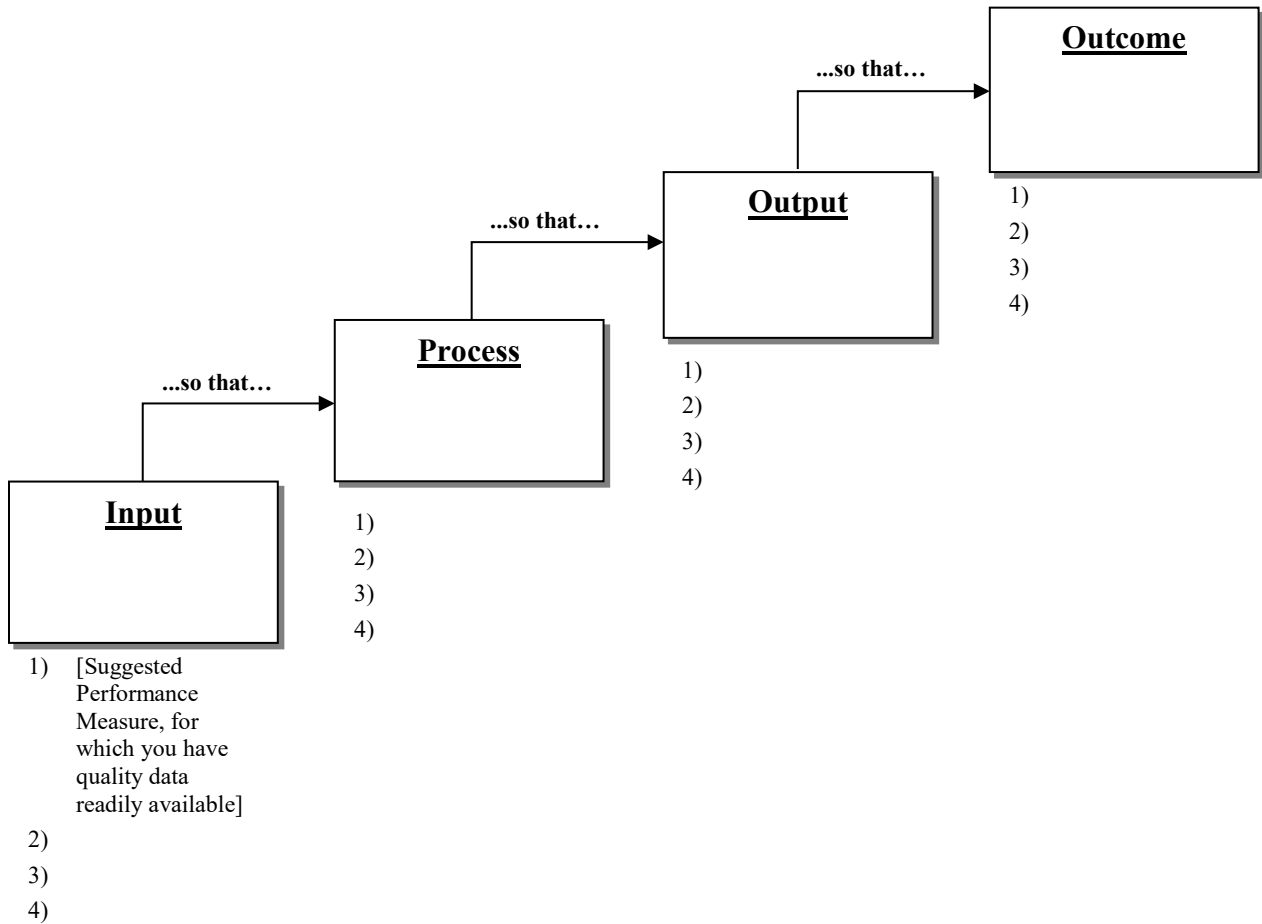 Outcome
...so that…
1)
2)
3)
4)
Output
...so that…
1)
2)
3)
4)
Process
...so that…
1)
2)
3)
4)
Input
1) [Suggested
Performance
Measure, for
which you have
quality data
readily available]
2)
3)
4)